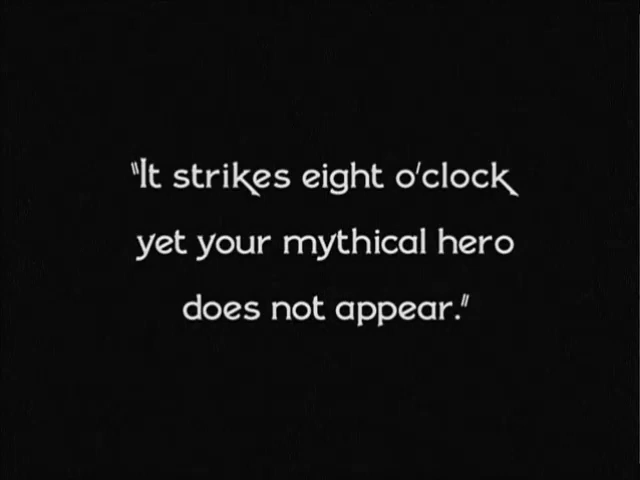 "It strikes eight o'clock
yet your mythical hero
does not appear."